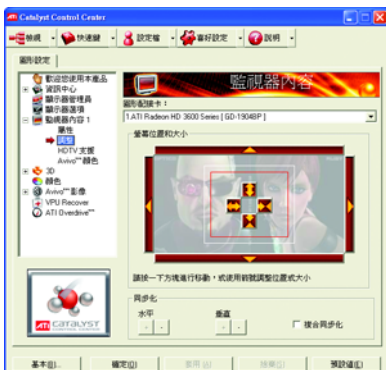 Catalyst Control Center
檢視 快速鍵 設定檔 喜好設定 說明
圖形設定
歡迎您使用本產品
資訊中心
顯示器管理員
顯示器選項
監視器內容 1
屬性
調整
HDTV 支援
Avivo™ 顏色
3D
顏色
Avivo™ 影像
VPU Recover
ATI Overdrive™
ATI CATALYST
監視器內容
圖形配接卡:
1.ATI Radeon HD 3600 Series [ GD-1904BP ]
螢幕位置和大小
請按一下方塊進行移動,或使用箭號調整位置或大小
同步化
水平 垂直
- + - +
複合同步化
基本(B)... 確定(O) 套用(A) 捨棄(S) 預設值(E)